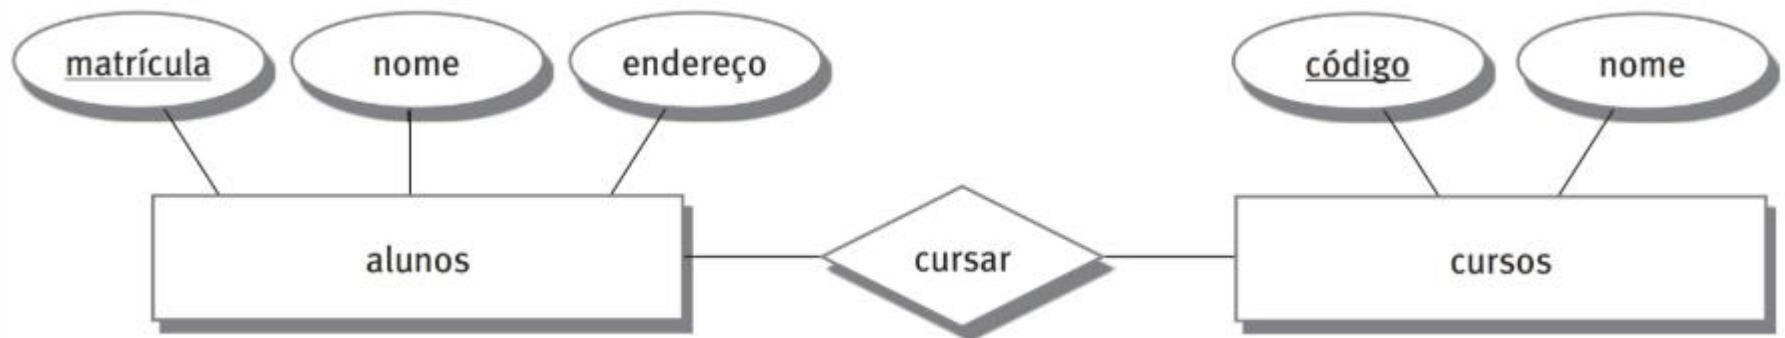 matrícula
nome
endereço
código
nome
alunos
cursar
cursos